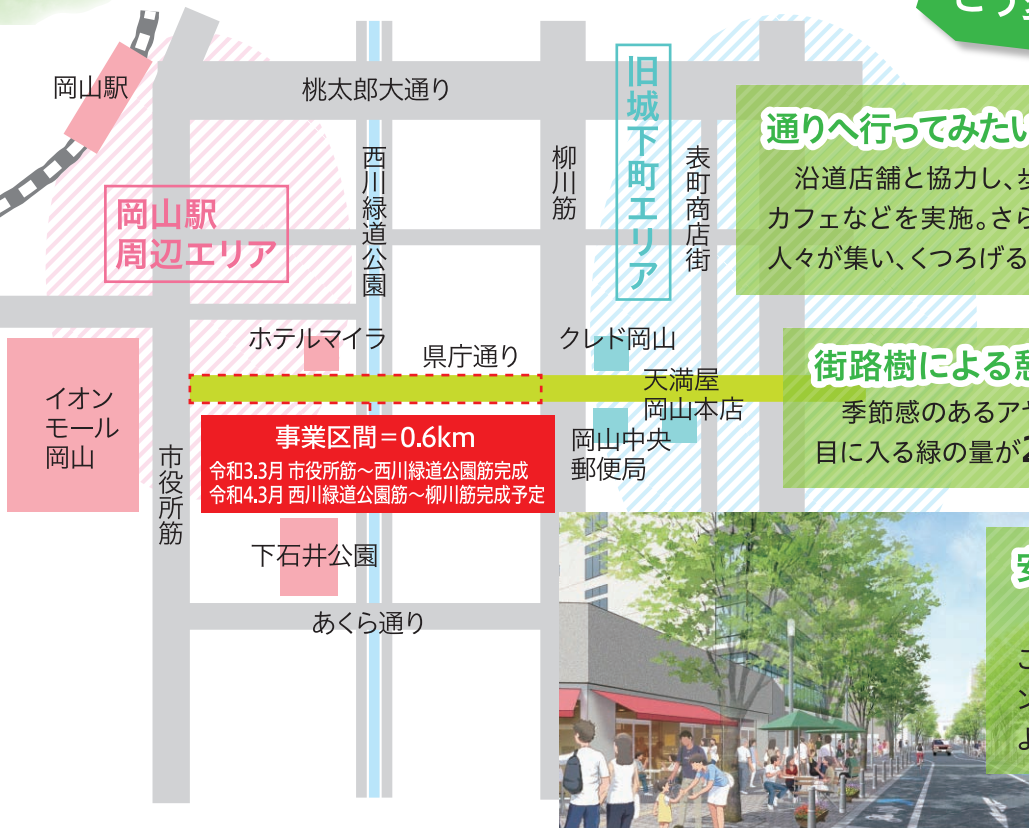 岡山駅
桃太郎大通り
西川緑道公園
柳川筋
旧城下町エリア
表町商店街
岡山駅
周辺エリア
通りへ行ってみたい
沿道店舗と協力し、歩
カフェなどを実施。さら
人々が集い、くつろげる
ホテルマイラ
県庁通り
クレド岡山
天満屋
岡山本店
岡山中央
郵便局
イオン
モール
岡山
市役所筋
事業区間=0.6km
令和3.3月 市役所筋～西川緑道公園筋完成
令和4.3月 西川緑道公園筋～柳川筋完成予定
街路樹による
季節感のあるア
目に入る緑の量が2
下石井公園
あくら通り